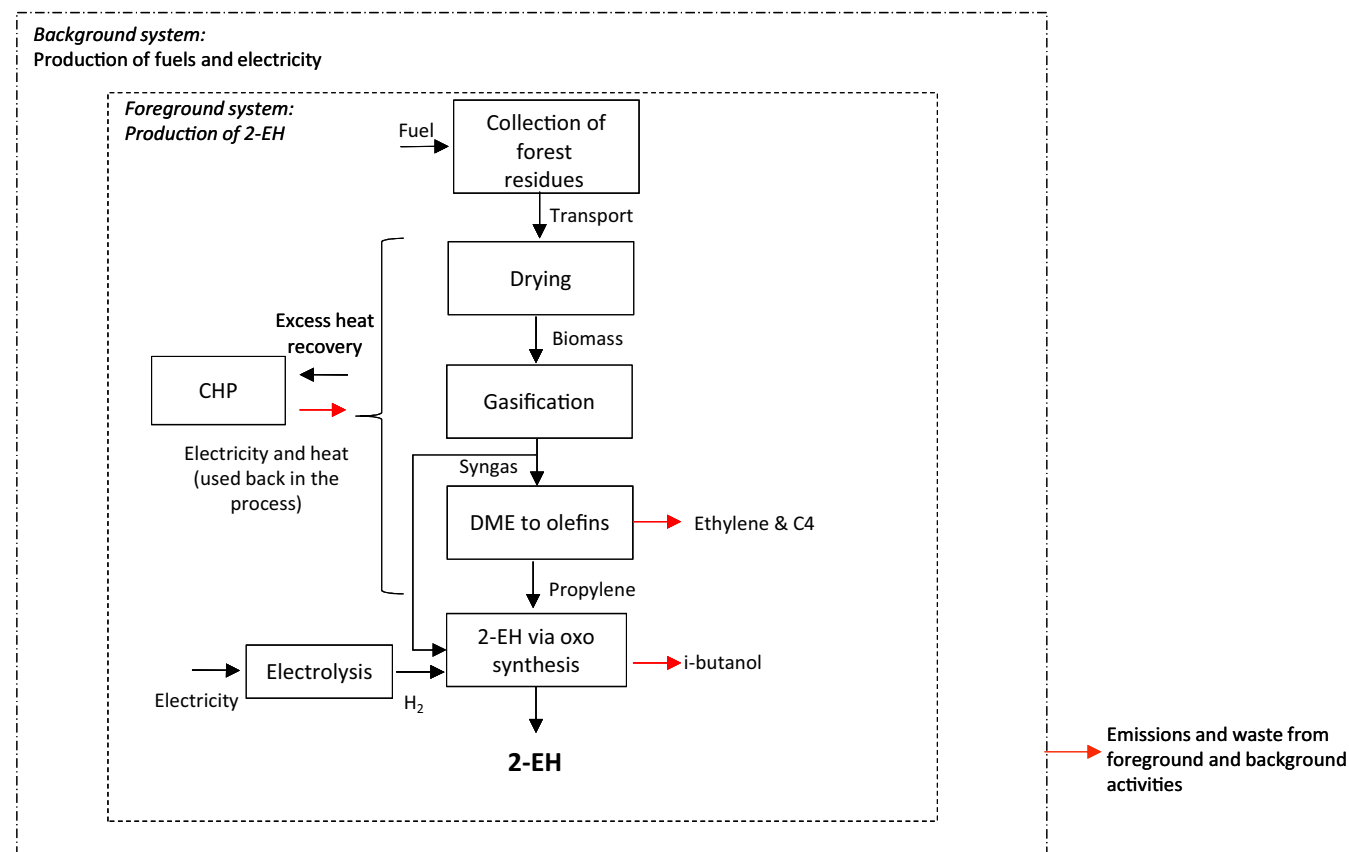 Background system:
Production of fuels and electricity
Foreground system:
Production of 2-EH
Fuel
Collection of
forest
residues
Transport
Drying
Biomass
Excess heat
recovery
CHP
Gasification
Electricity and heat
(used back in the
process)
Syngas
DME to olefins
Ethylene & C4
Propylene
2-EH via oxo
synthesis
i-butanol
Electrolysis
Electricity
H₂
2-EH
Emissions and waste from
foreground and background
activities